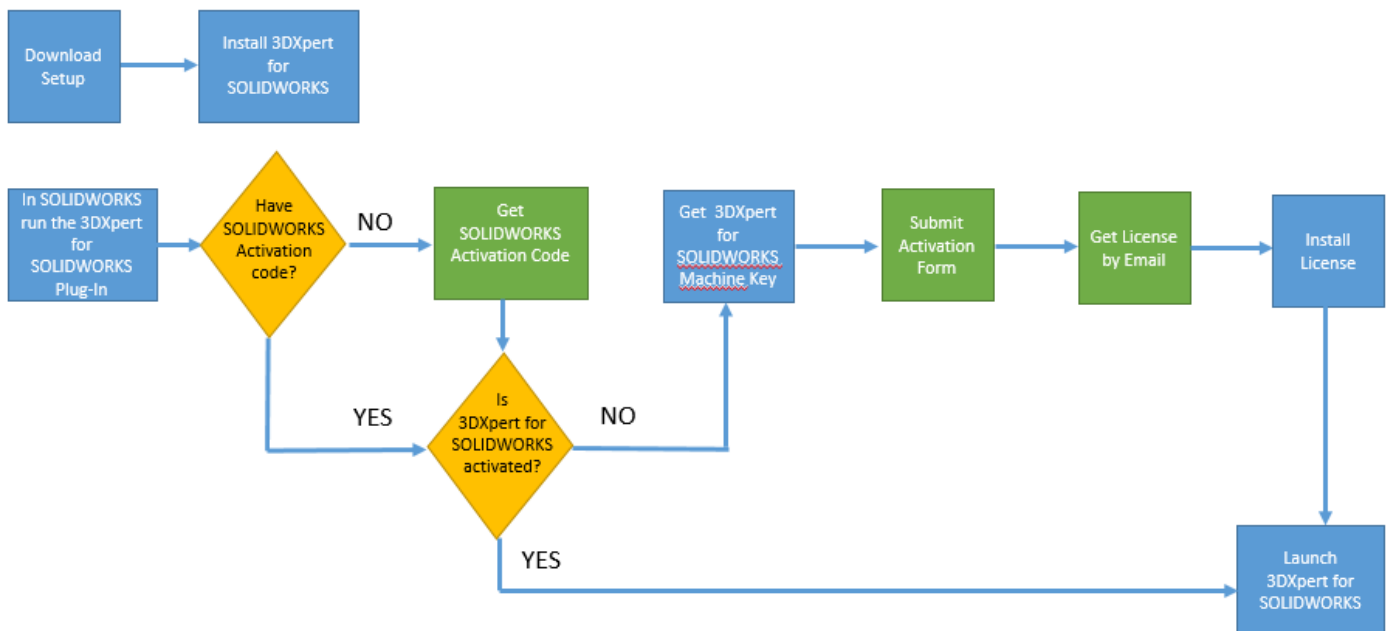 Download
Setup
Install 3DXpert
for
SOLIDWORKS
In SOLIDWORKS
run the 3DXpert
for
SOLIDWORKS
Plug-In
Have
SOLIDWORKS
Activation
code?
NO
Get
SOLIDWORKS
Activation Code
Get 3DXpert
for
SOLIDWORKS
Machine Key
Submit
Activation
Form
Get License
by Email
Install
License
YES
Is
3DXpert for
SOLIDWORKS
activated?
NO
YES
Launch
3DXpert for
SOLIDWORKS